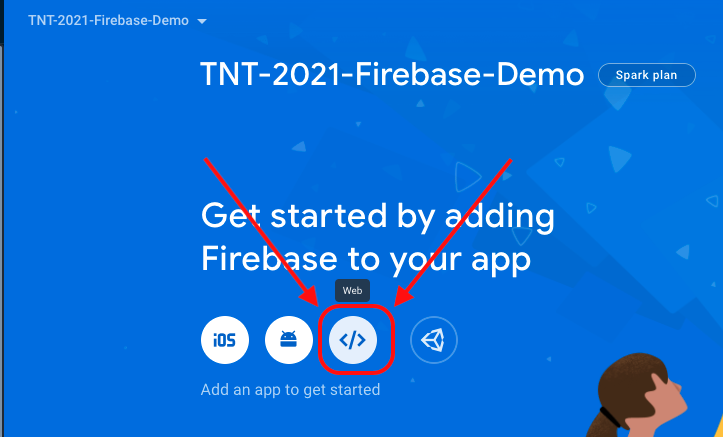 TNT-2021-Firebase-Demo
TNT-2021-Firebase-Demo
Spark plan
Get started by adding
Firebase to your app
Web
iOS
</>
Add an app to get started